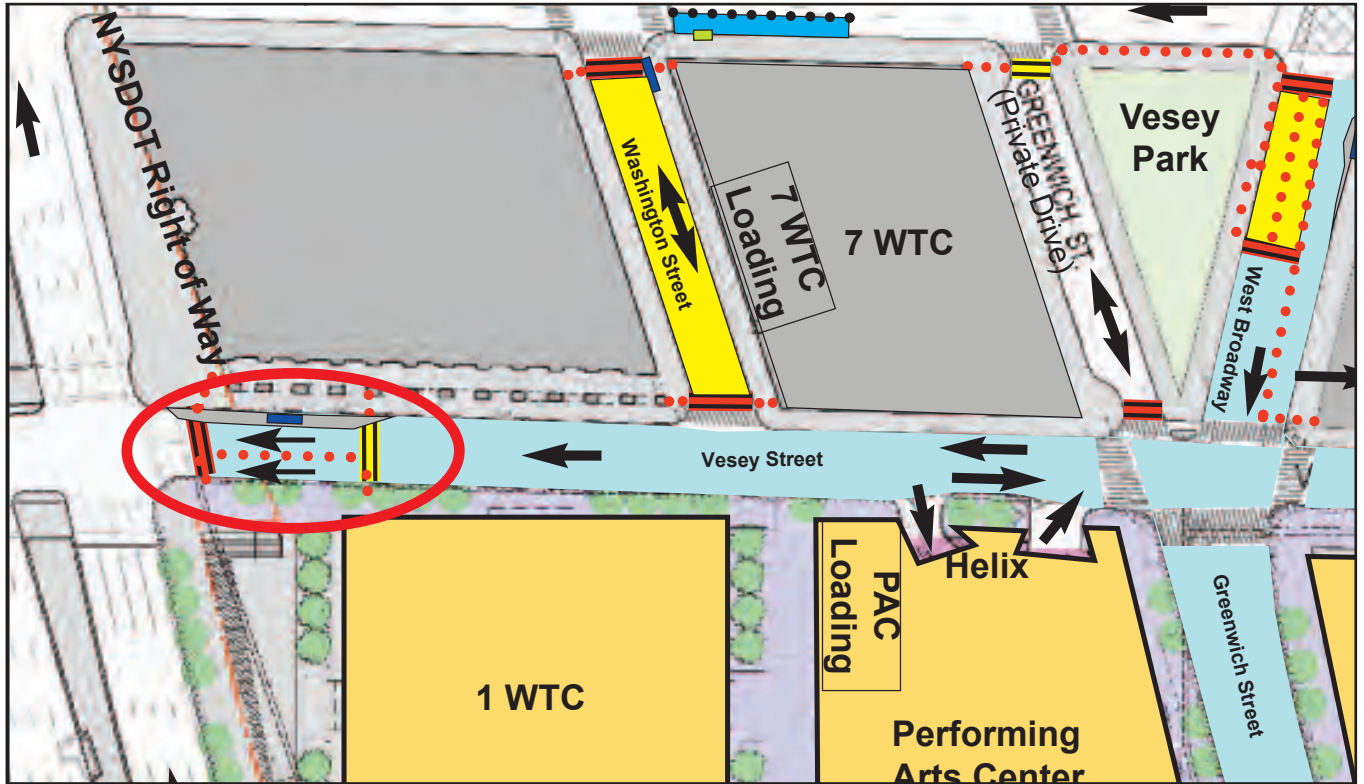 NYSDOT Right of Way
Washington Street
7 WTC
Loading
7 WTC
GREENWICH ST
(Private Drive)
Vesey
Park
West Broadway
Vesey Street
Helix
PAC
Loading
1 WTC
Performing
Arts Center
Greenwich Street